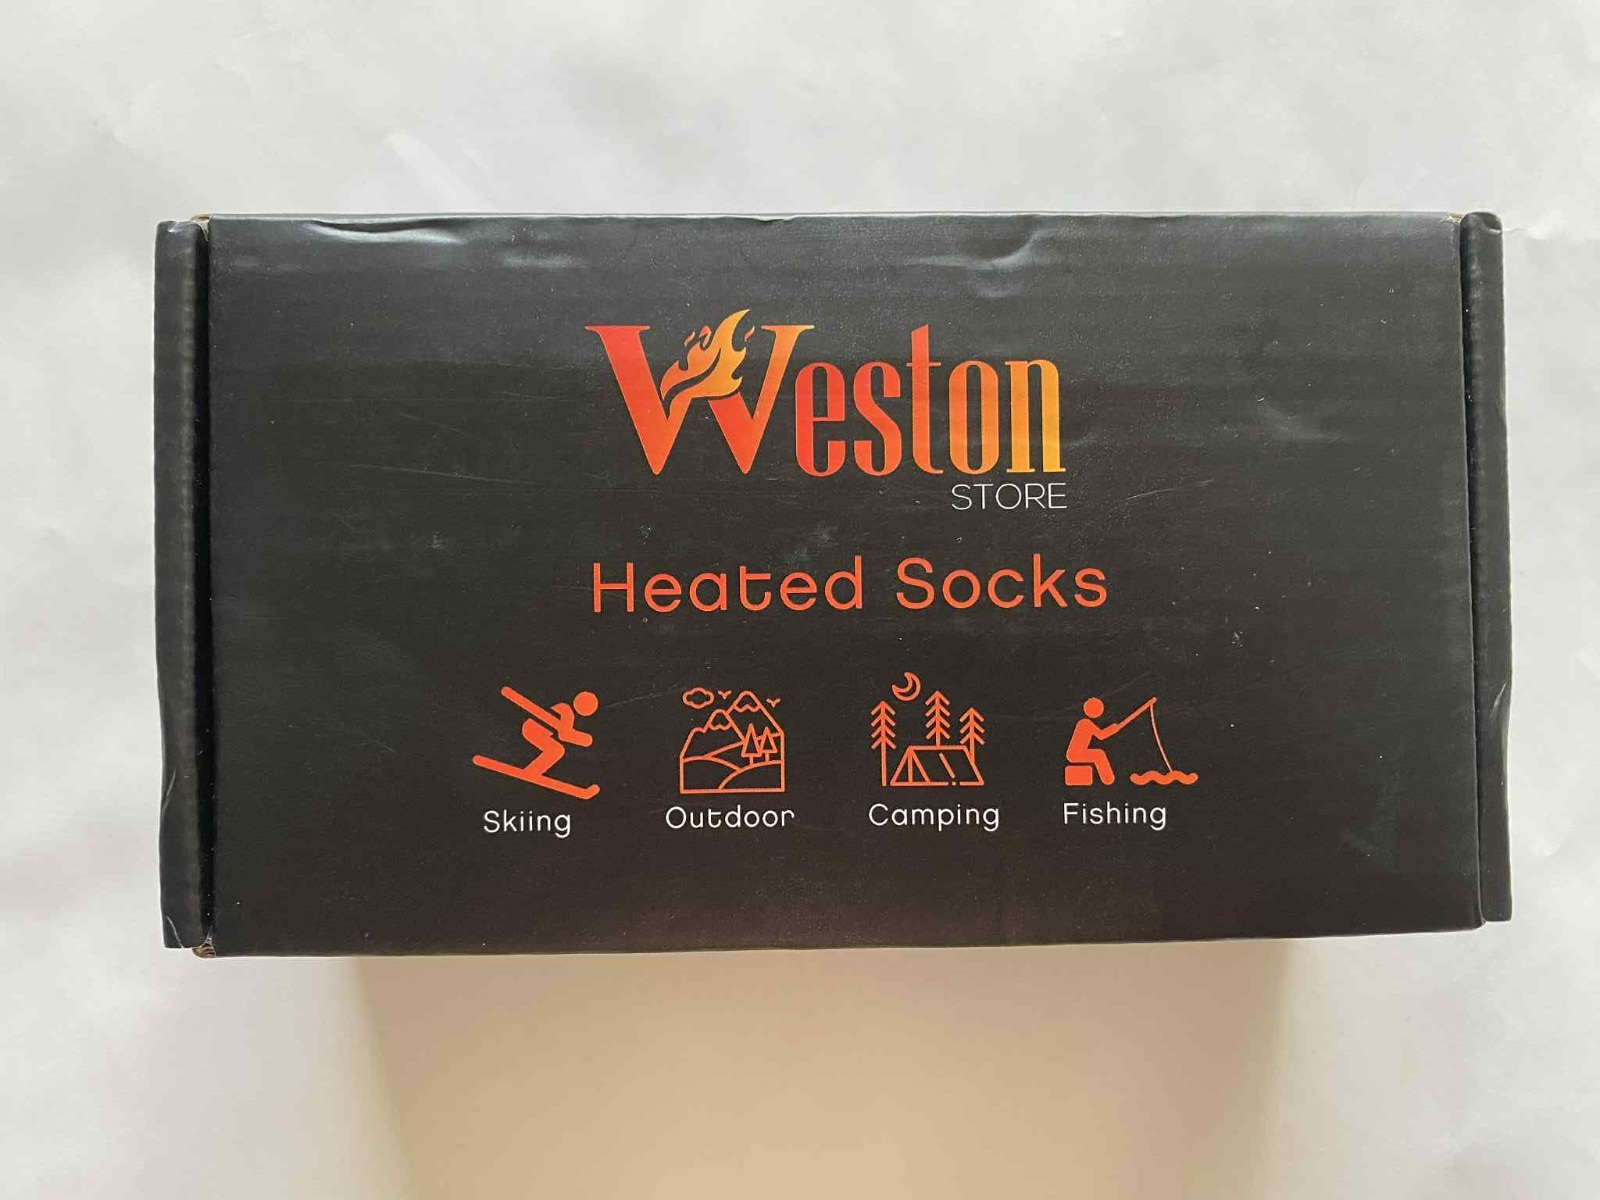 Weston
STORE
Heated Socks
Skiing Outdoor Camping Fishing